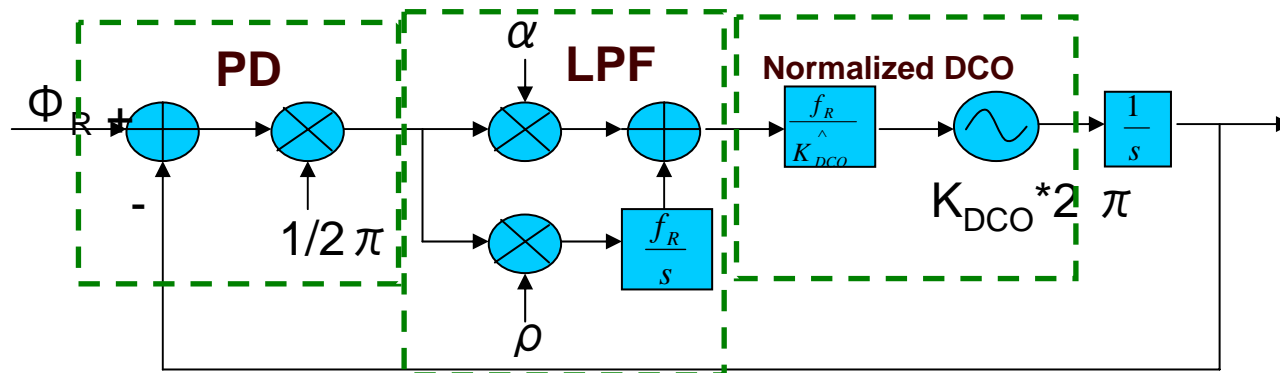 PD
LPF
Normalized DCO
α
Φ R +
-
1/2 π
ρ
f_R
s
f_R
K̂_DCO
K_DCO*2 π
1
s